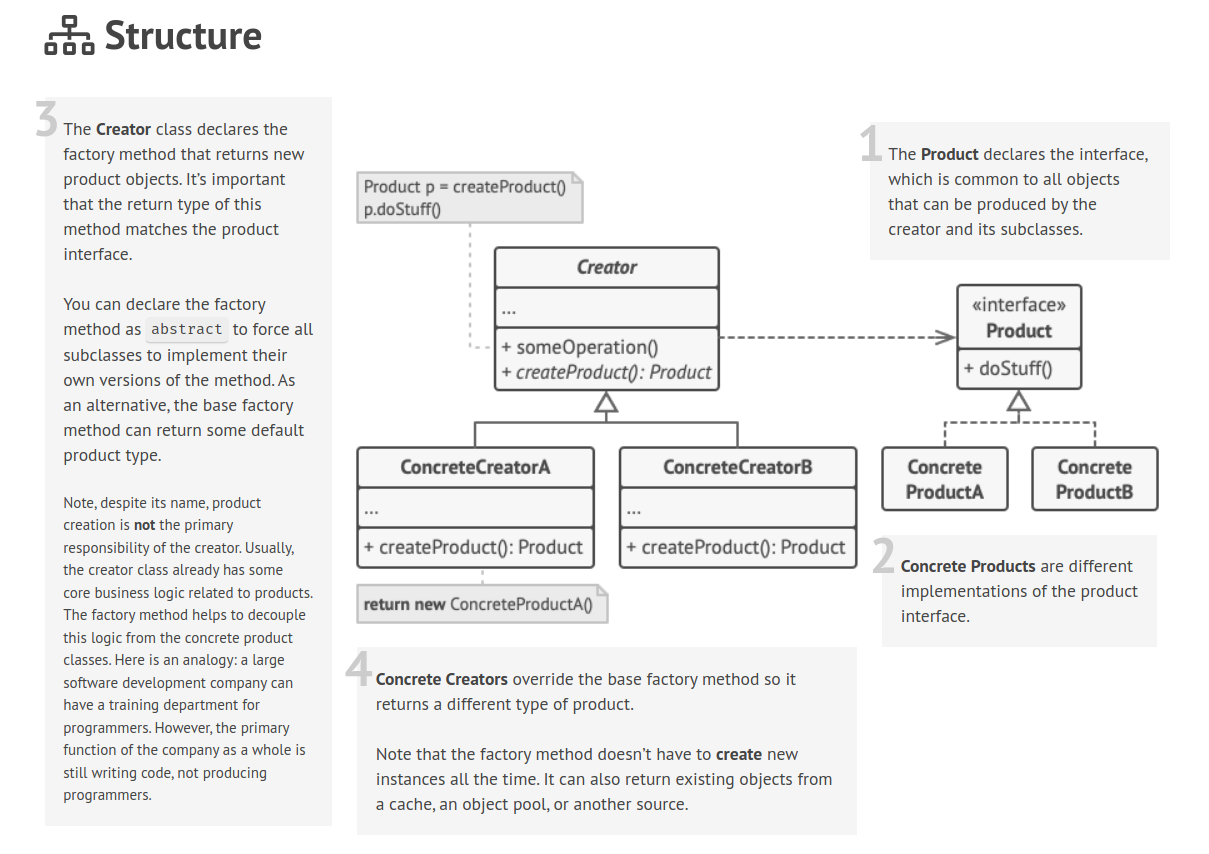 Structure
3
The Creator class declares the
factory method that returns new
product objects. It’s important
that the return type of this
method matches the product
interface.
You can declare the factory
method as abstract to force all
subclasses to implement their
own versions of the method. As
an alternative, the base factory
method can return some default
product type.
Note, despite its name, product
creation is not the primary
responsibility of the creator. Usually,
the creator class already has some
core business logic related to products.
The factory method helps to decouple
this logic from the concrete product
classes. Here is an analogy: a large
software development company can
have a training department for
programmers. However, the primary
function of the company as a whole is
still writing code, not producing
programmers.
Product p = createProduct()
p.doStuff()
Creator
...
+ someOperation()
+ createProduct(): Product
ConcreteCreatorA
...
+ createProduct(): Product
ConcreteCreatorB
...
+ createProduct(): Product
return new ConcreteProductA()
1
The Product declares the interface,
which is common to all objects
that can be produced by the
creator and its subclasses.
«interface»
Product
+ doStuff()
Concrete
ProductA
Concrete
ProductB
2
Concrete Products are different
implementations of the product
interface.
4
Concrete Creators override the base factory method so it
returns a different type of product.
Note that the factory method doesn’t have to create new
instances all the time. It can also return existing objects from
a cache, an object pool, or another source.